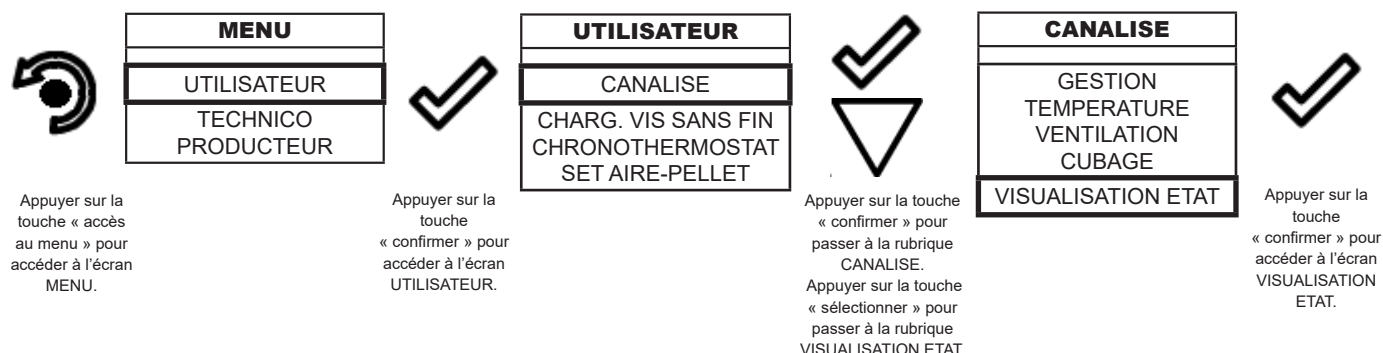 MENU
UTILISATEUR
TECHNICO
PRODUCTEUR
UTILISATEUR
CANALISE
CHARG. VIS SANS FIN
CHRONOTHERMOSTAT
SET AIRE-PELLET
CANALISE
GESTION
TEMPERATURE
VENTILATION
CUBAGE
VISUALISATION ETAT
Appuyer sur la
touche « accès
au menu » pour
accéder à l'écran
MENU.
Appuyer sur la
touche
« confirmer » pour
accéder à l'écran
UTILISATEUR.
Appuyer sur la touche
« confirmer » pour
passer à la rubrique
CANALISE.
Appuyer sur la touche
« sélectionner » pour
passer à la rubrique
VISUALISATION ETAT
Appuyer sur la
touche
« confirmer » pour
accéder à l'écran
VISUALISATION
ETAT.